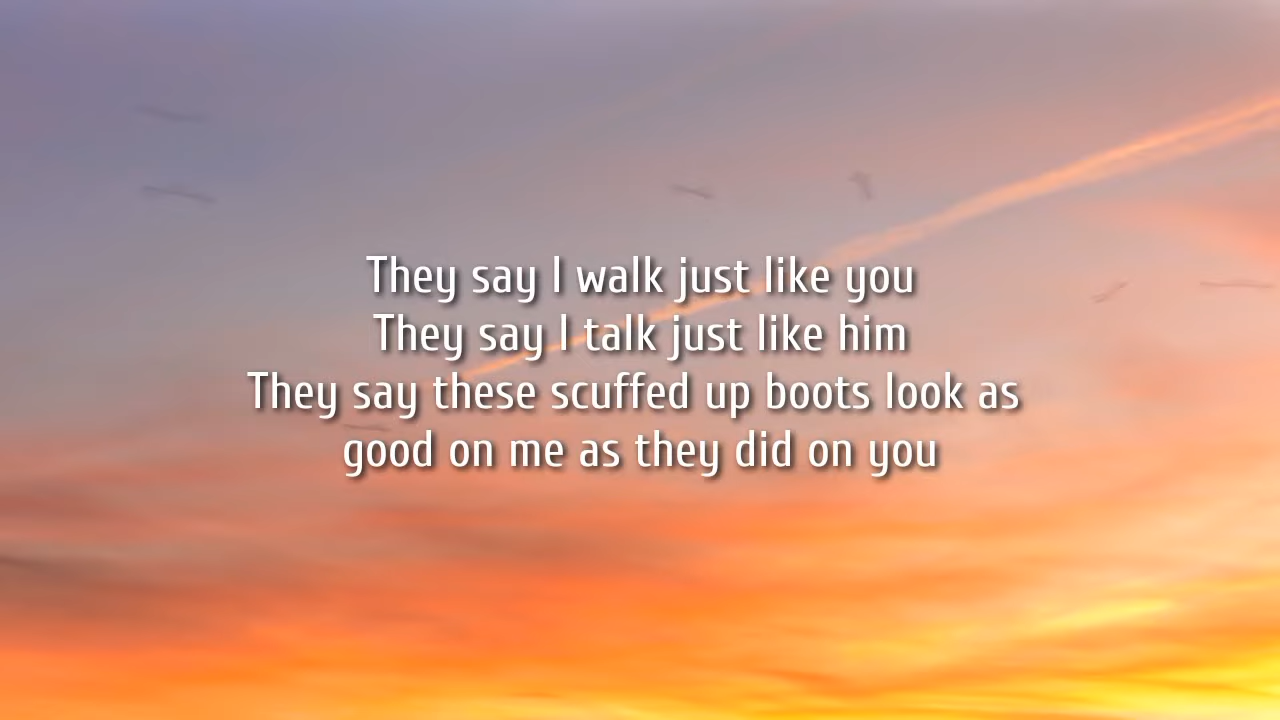 They say I walk just like you
They say I talk just like him
They say these scuffed up boots look as
good on me as they did on you